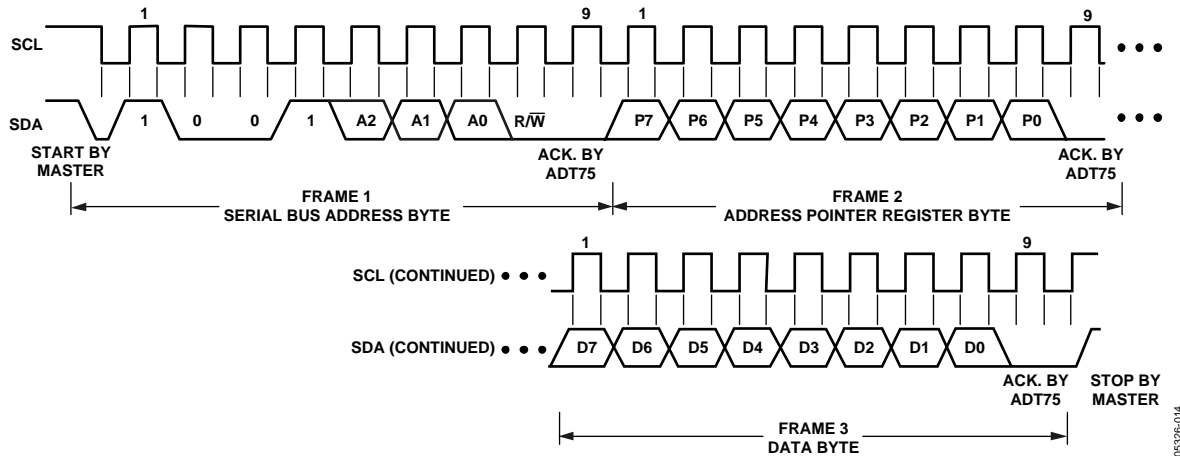 1 9 1 9
SCL
SDA 1 0 0 1 A2 A1 A0 R/W̅ P7 P6 P5 P4 P3 P2 P1 P0
START BY MASTER
ACK. BY ADT75
ACK. BY ADT75
FRAME 1
SERIAL BUS ADDRESS BYTE
FRAME 2
ADDRESS POINTER REGISTER BYTE
1 9
SCL (CONTINUED)
SDA (CONTINUED) D7 D6 D5 D4 D3 D2 D1 D0
ACK. BY ADT75
STOP BY MASTER
FRAME 3
DATA BYTE
05326-014